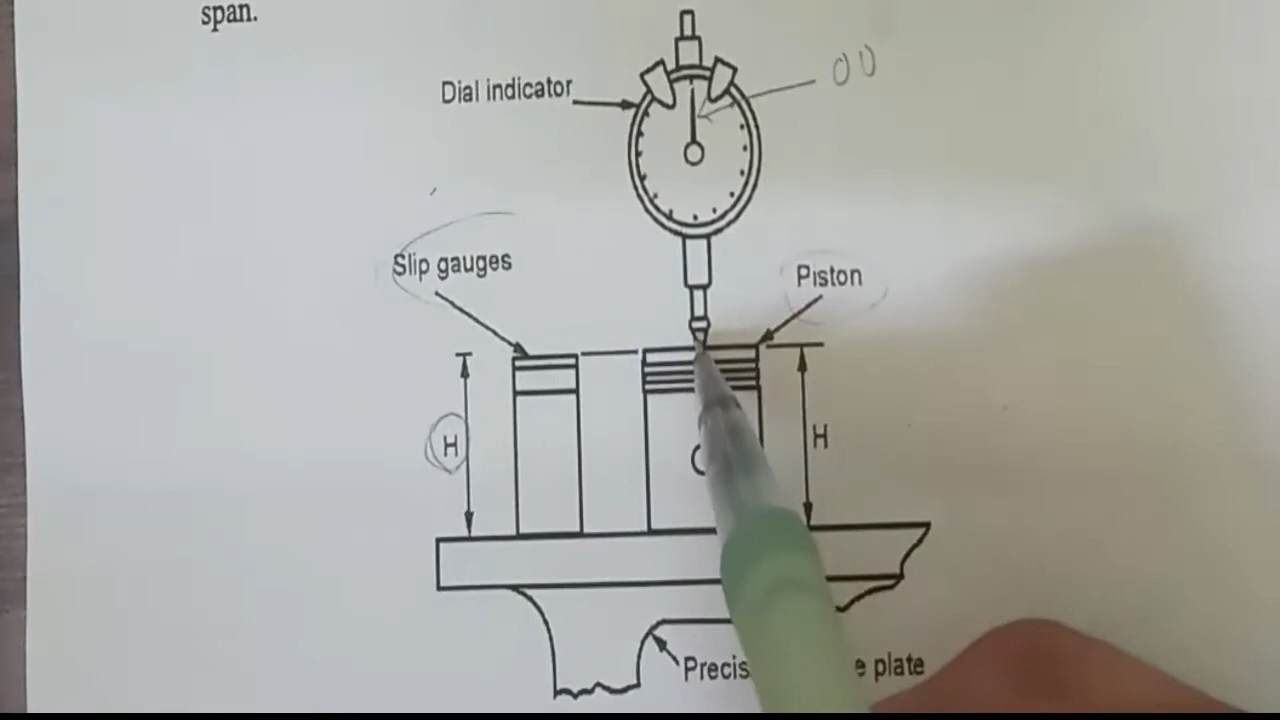 span.
Dial indicator
00
Slip gauges
Piston
H
H
plate